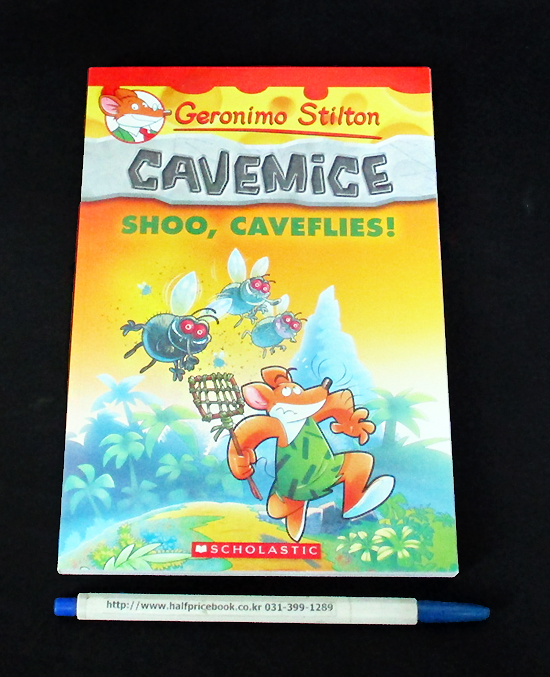 Geronimo Stilton
CAVEMICE
SHOO, CAVEFLIES!
SCHOLASTIC
http://www.halfpricebook.co.kr 031-399-1289